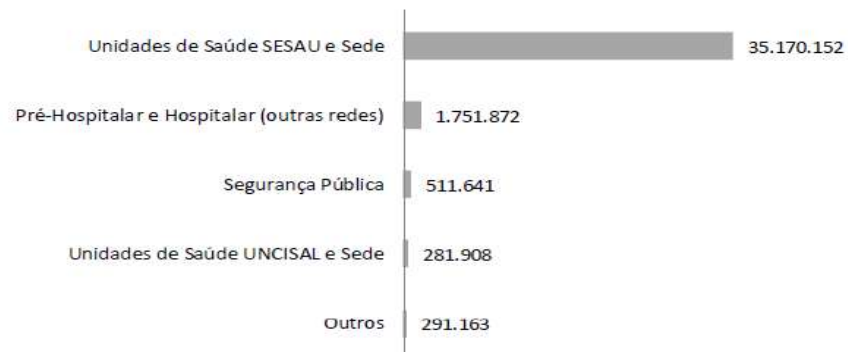 Unidades de Saúde SESAU e Sede 35.170.152
Pré-Hospitalar e Hospitalar (outras redes) 1.751.872
Segurança Pública 511.641
Unidades de Saúde UNCISAL e Sede 281.908
Outros 291.163